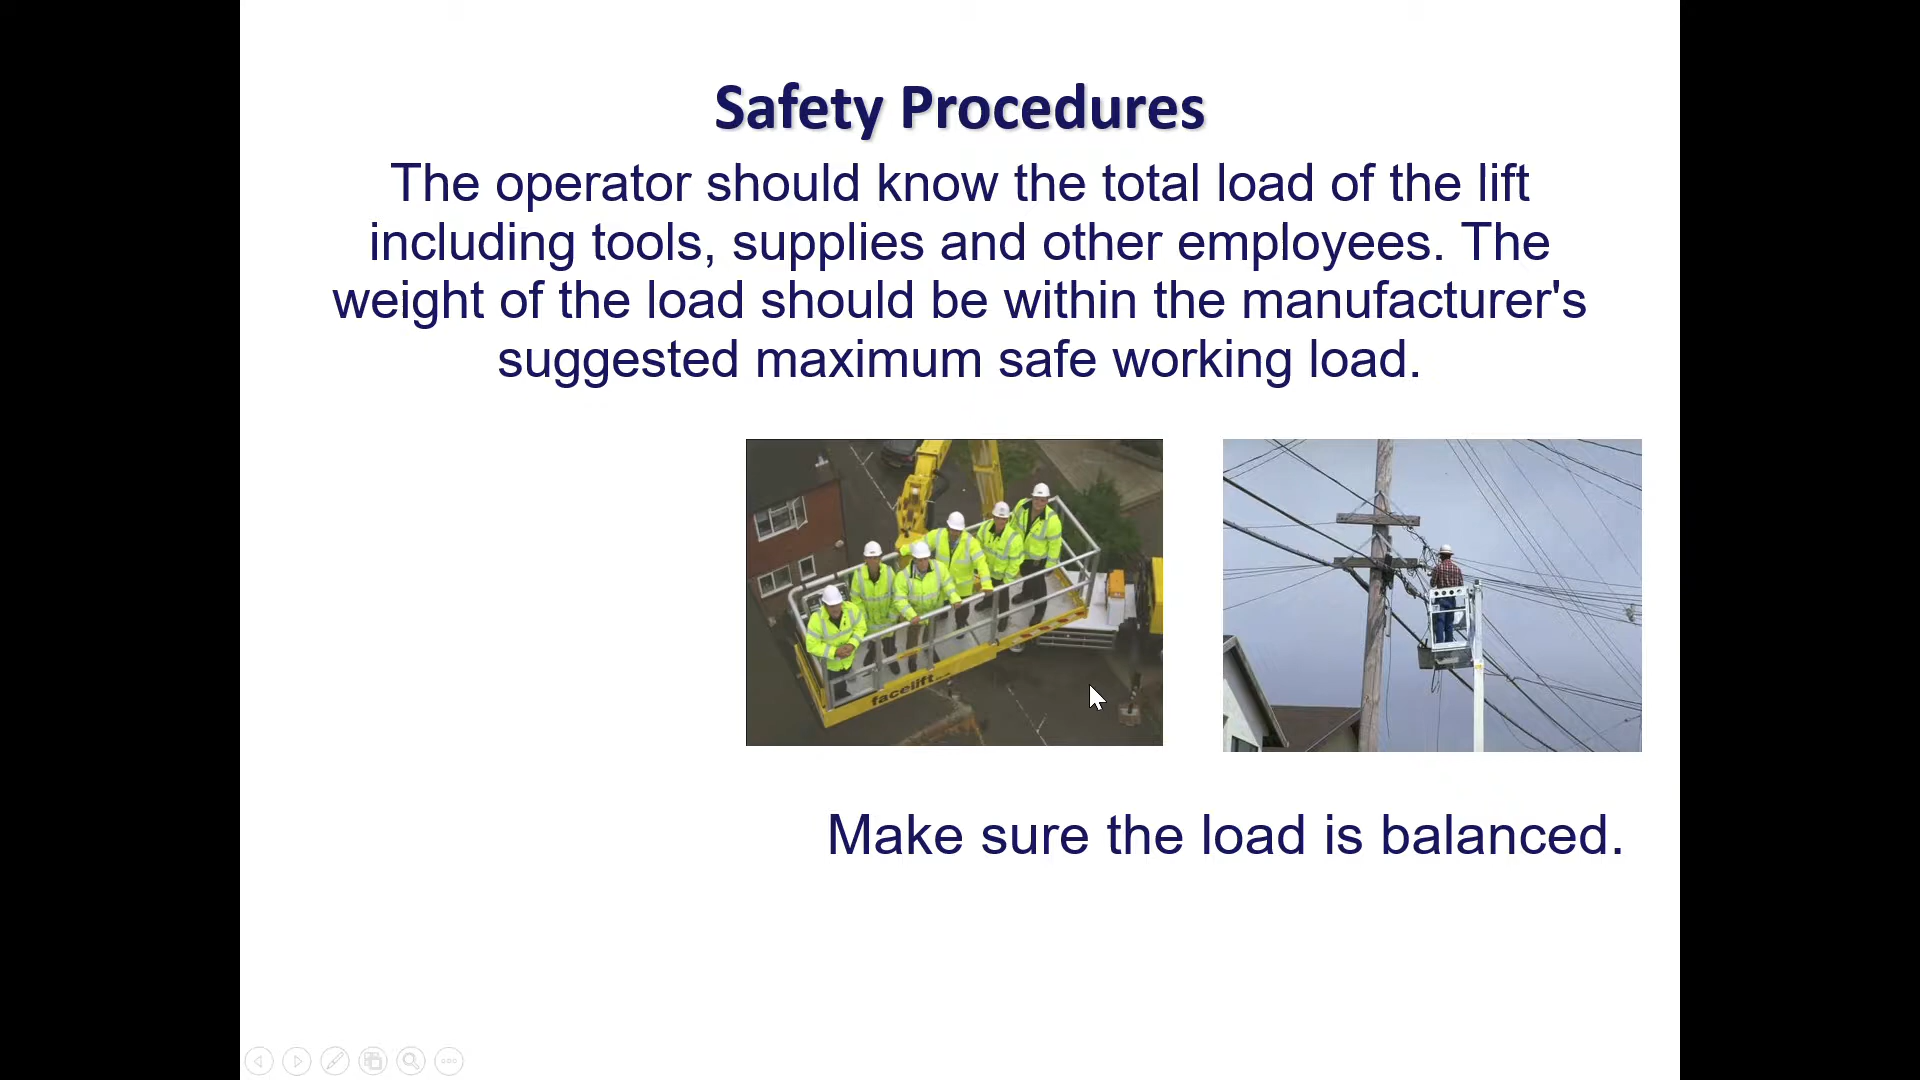 Safety Procedures
The operator should know the total load of the lift
including tools, supplies and other employees. The
weight of the load should be within the manufacturer's
suggested maximum safe working load.
facelift
Make sure the load is balanced.